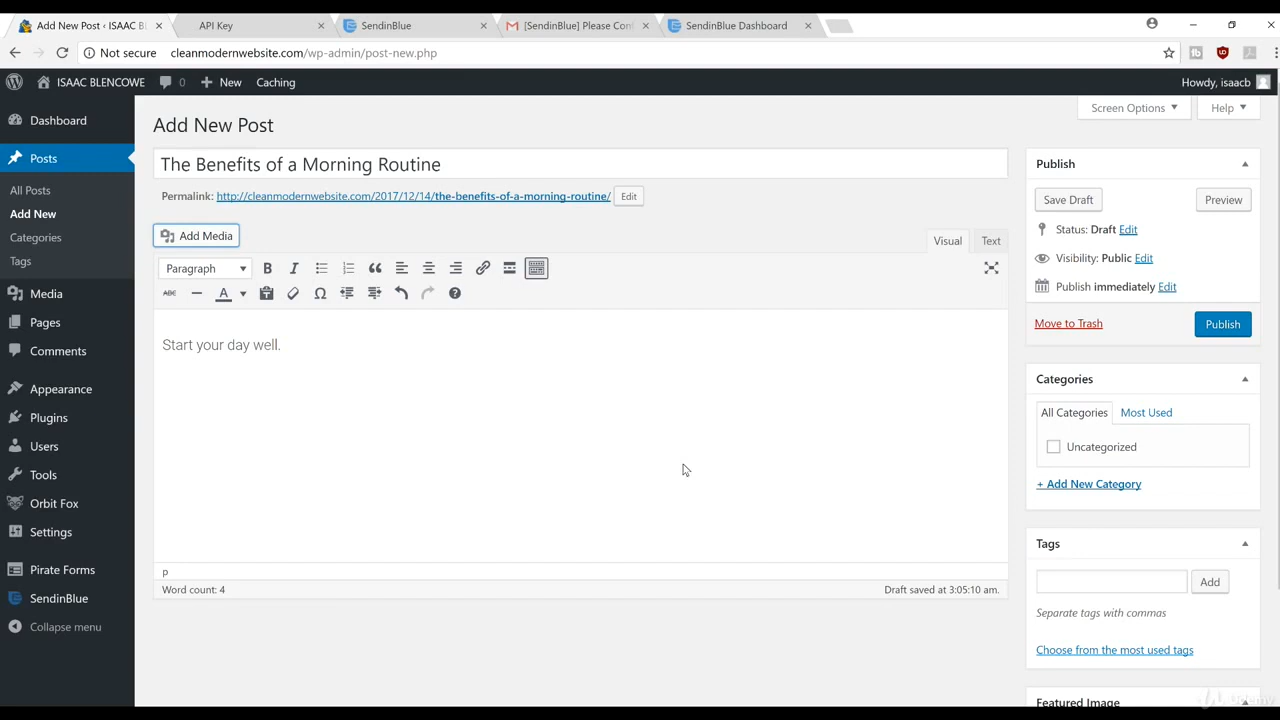 Add New Post ‹ ISAAC BL
API Key
SendinBlue
[SendinBlue] Please Con
SendinBlue Dashboard
Not secure
cleanmodernwebsite.com/wp-admin/post-new.php
ISAAC BLENCOWE
0
New
Caching
Howdy, isaacb
Dashboard
Posts
All Posts
Add New
Categories
Tags
Media
Pages
Comments
Appearance
Plugins
Users
Tools
Orbit Fox
Settings
Pirate Forms
SendinBlue
Collapse menu
Screen Options
Help
Add New Post
The Benefits of a Morning Routine
Permalink: http://cleanmodernwebsite.com/2017/12/14/the-benefits-of-a-morning-routine/ Edit
Add Media
Visual
Text
Paragraph
B
I
ABC
A
Start your day well.
p
Word count: 4
Draft saved at 3:05:10 am.
Publish
Save Draft
Preview
Status: Draft Edit
Visibility: Public Edit
Publish immediately Edit
Move to Trash
Publish
Categories
All Categories
Most Used
Uncategorized
+ Add New Category
Tags
Add
Separate tags with commas
Choose from the most used tags
Featured Image
Udemy